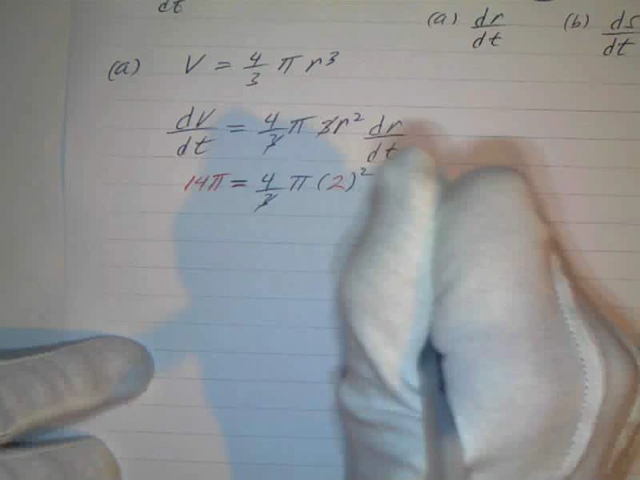 dt
(a) dr/dt (b) ds/dt
(a) V = 4/3 π r³
dV/dt = 4/3 π 3r² dr/dt
14π = 4/3 π (2)²